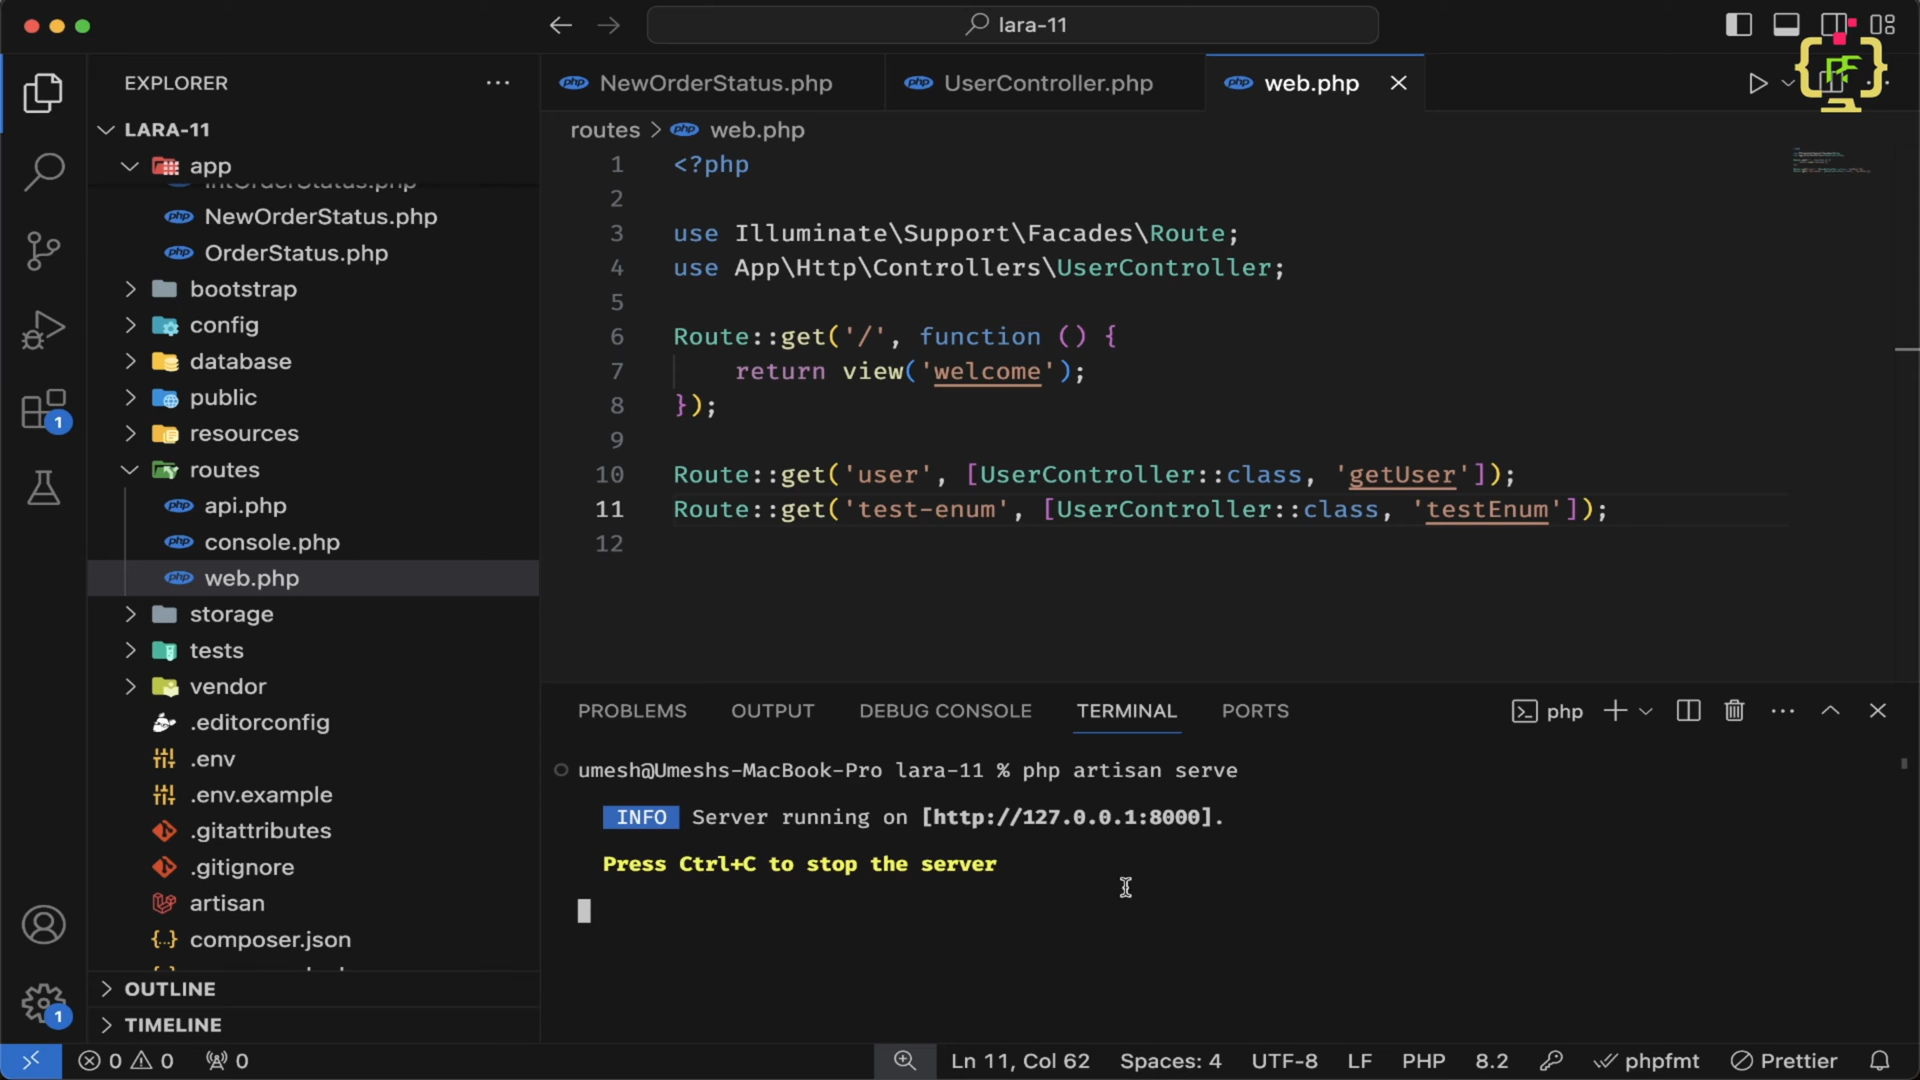 lara-11
EXPLORER
LARA-11
app
IntOrderStatus.php
NewOrderStatus.php
OrderStatus.php
bootstrap
config
database
public
resources
routes
api.php
console.php
web.php
storage
tests
vendor
.editorconfig
.env
.env.example
.gitattributes
.gitignore
artisan
composer.json
OUTLINE
TIMELINE
1
1
NewOrderStatus.php
UserController.php
web.php
routes > web.php
1 <?php
2
3 use Illuminate\Support\Facades\Route;
4 use App\Http\Controllers\UserController;
5
6 Route::get('/', function () {
7 return view('welcome');
8 });
9
10 Route::get('user', [UserController::class, 'getUser']);
11 Route::get('test-enum', [UserController::class, 'testEnum']);
12
PROBLEMS OUTPUT DEBUG CONSOLE TERMINAL PORTS
php
umesh@Umeshs-MacBook-Pro lara-11 % php artisan serve
INFO Server running on [http://127.0.0.1:8000].
Press Ctrl+C to stop the server
0 0 0 Ln 11, Col 62 Spaces: 4 UTF-8 LF PHP 8.2 phpfmt Prettier